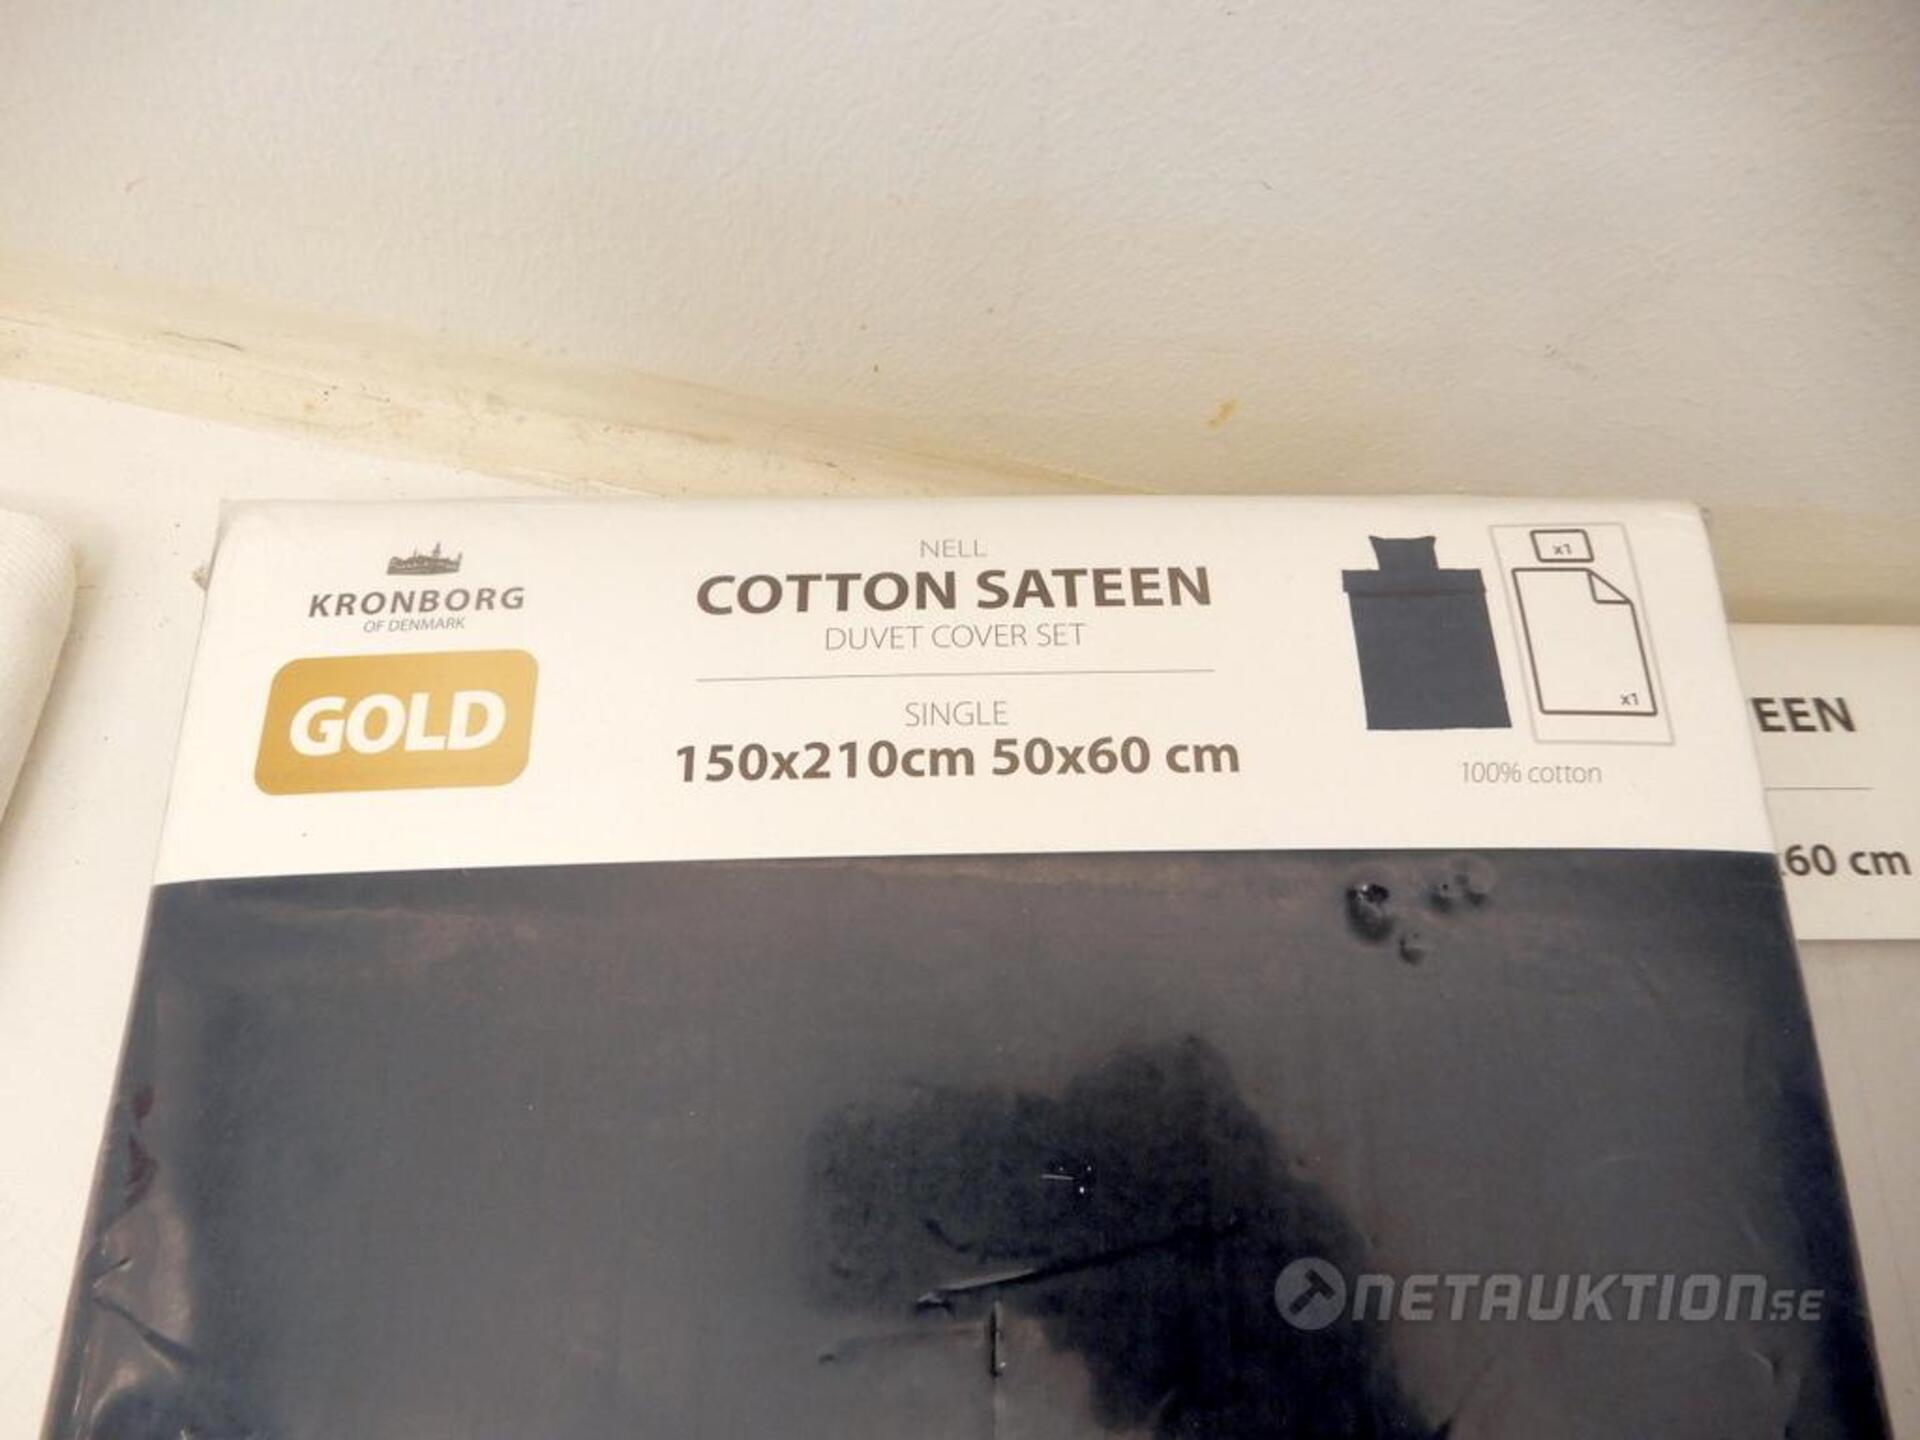 NELL
COTTON SATEEN
DUVET COVER SET
KRONBORG
OF DENMARK
GOLD
SINGLE
150x210cm 50x60 cm
x1
x1
100% cotton
EEN
60 cm
NETAUKTION.SE